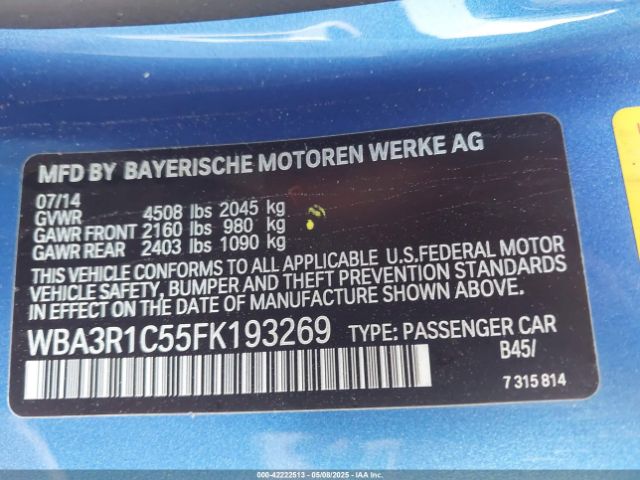 MFD BY BAYERISCHE MOTOREN WERKE AG
07/14
GVWR 4508 lbs 2045 kg
GAWR FRONT 2160 lbs 980 kg
GAWR REAR 2403 lbs 1090 kg
THIS VEHICLE CONFORMS TO ALL APPLICABLE U.S.FEDERAL MOTOR
VEHICLE SAFETY, BUMPER AND THEFT PREVENTION STANDARDS
IN EFFECT ON THE DATE OF MANUFACTURE SHOWN ABOVE.
WBA3R1C55FK193269 TYPE: PASSENGER CAR
B45/
7 315 814
000-42222513 - 05/08/2025 - IAA Inc.